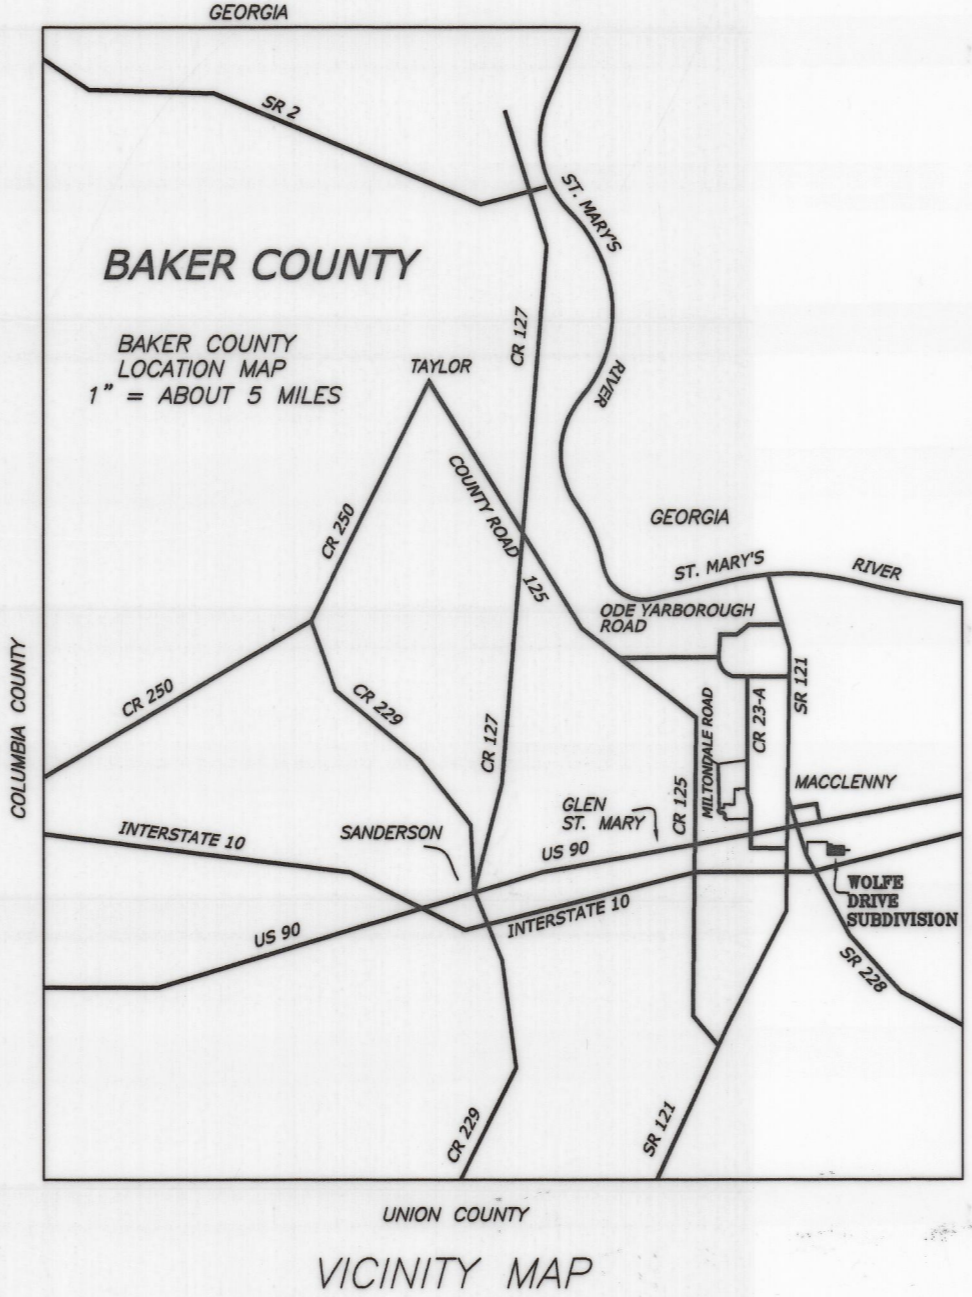 GEORGIA
SR 2
ST. MARY'S
BAKER COUNTY
CR 127
BAKER COUNTY
LOCATION MAP
1" = ABOUT 5 MILES
TAYLOR
RIVER
COUNTY ROAD
125
CR 250
GEORGIA
ST. MARY'S
RIVER
ODE YARBOROUGH
ROAD
COLUMBIA COUNTY
CR 250
CR 229
CR 127
SR 121
CR 23-A
MILTONDALE ROAD
CR 125
MACCLENNY
GLEN
ST. MARY
INTERSTATE 10
SANDERSON
US 90
WOLFE
DRIVE
SUBDIVISION
INTERSTATE 10
US 90
SR 228
CR 229
SR 121
UNION COUNTY
VICINITY MAP